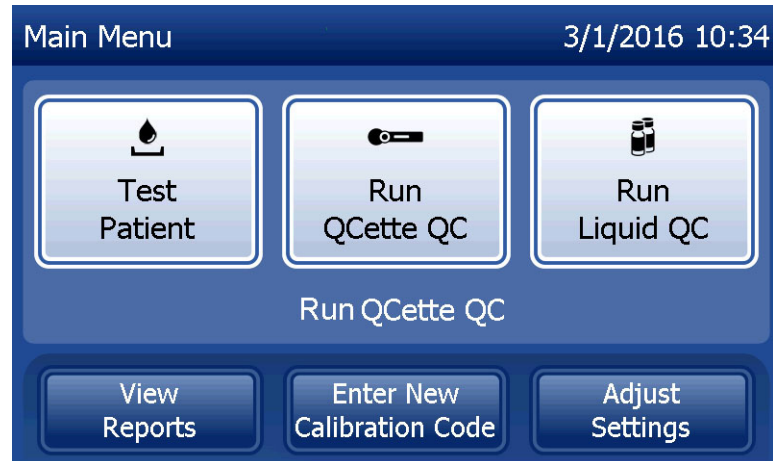 Main Menu 3/1/2016 10:34
Test
Patient
Run
QCette QC
Run
Liquid QC
Run QCette QC
View
Reports
Enter New
Calibration Code
Adjust
Settings